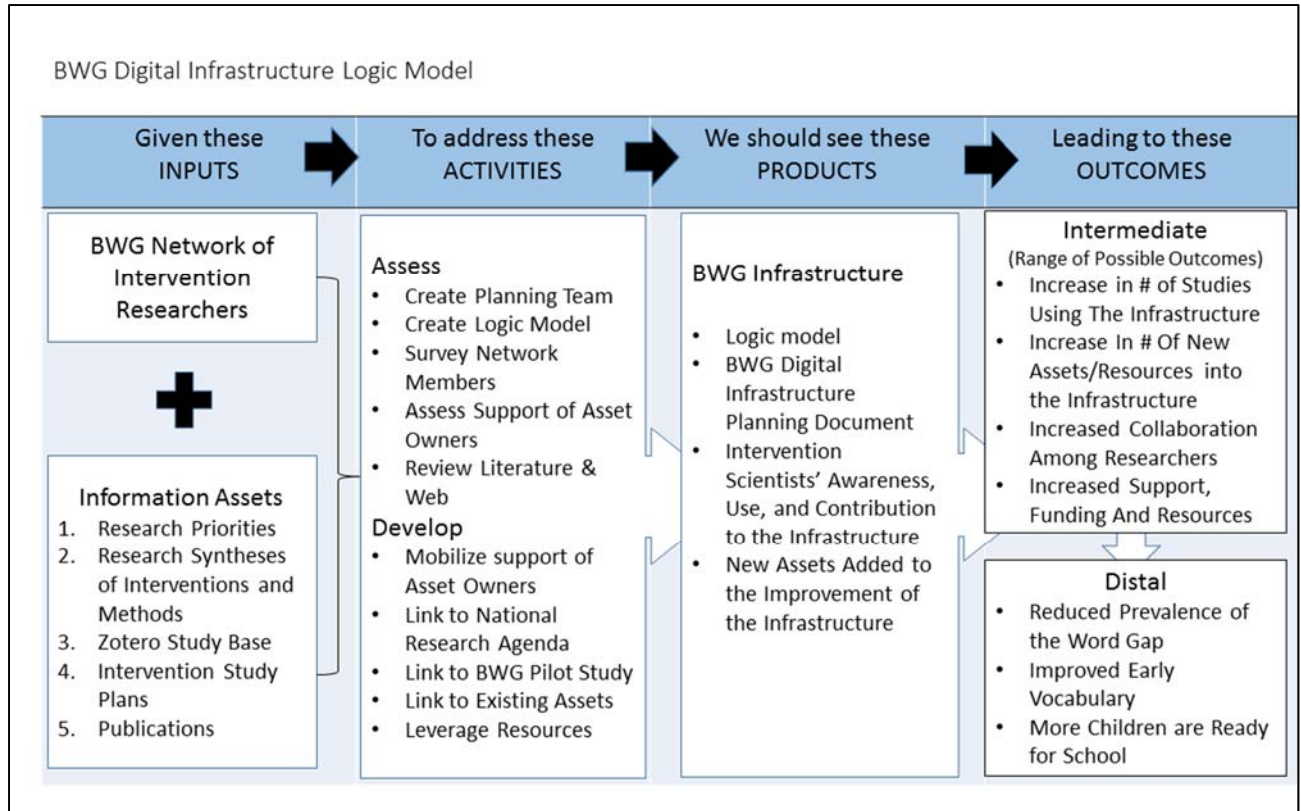 BWG Digital Infrastructure Logic Model
Given these
INPUTS
To address these
ACTIVITIES
We should see these
PRODUCTS
Leading to these
OUTCOMES
BWG Network of
Intervention
Researchers
Information Assets
1. Research Priorities
2. Research Syntheses
of Interventions and
Methods
3. Zotero Study Base
4. Intervention Study
Plans
5. Publications
Assess
• Create Planning Team
• Create Logic Model
• Survey Network
Members
• Assess Support of Asset
Owners
• Review Literature &
Web
Develop
• Mobilize support of
Asset Owners
• Link to National
Research Agenda
• Link to BWG Pilot Study
• Link to Existing Assets
• Leverage Resources
BWG Infrastructure
• Logic model
• BWG Digital
Infrastructure
Planning Document
• Intervention
Scientists’ Awareness,
Use, and Contribution
to the Infrastructure
• New Assets Added to
the Improvement of
the Infrastructure
Intermediate
(Range of Possible Outcomes)
• Increase in # of Studies
Using The Infrastructure
• Increase In # Of New
Assets/Resources into
the Infrastructure
• Increased Collaboration
Among Researchers
• Increased Support,
Funding And Resources
Distal
• Reduced Prevalence of
the Word Gap
• Improved Early
Vocabulary
• More Children are Ready
for School